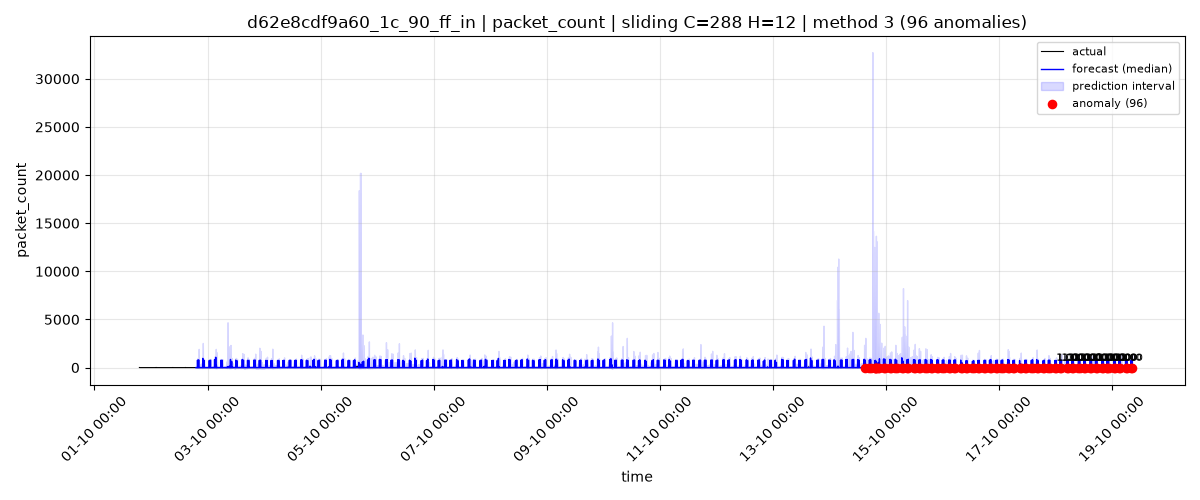 d62e8cdf9a60_1c_90_ff_in | packet_count | sliding C=288 H=12 | method 3 (96 anomalies)
actual
forecast (median)
prediction interval
anomaly (96)
packet_count
30000
25000
20000
15000
10000
5000
0
01-10 00:00
03-10 00:00
05-10 00:00
07-10 00:00
09-10 00:00
11-10 00:00
13-10 00:00
15-10 00:00
17-10 00:00
19-10 00:00
time